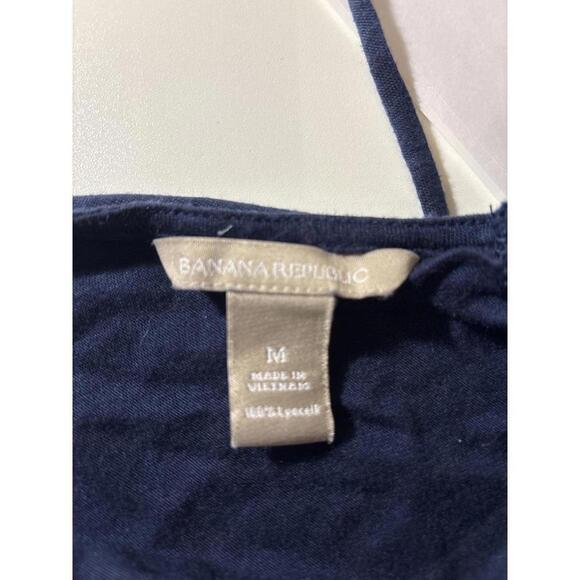 BANANA REPUBLIC
M
MADE IN
VIETNAM
100% Lyocell